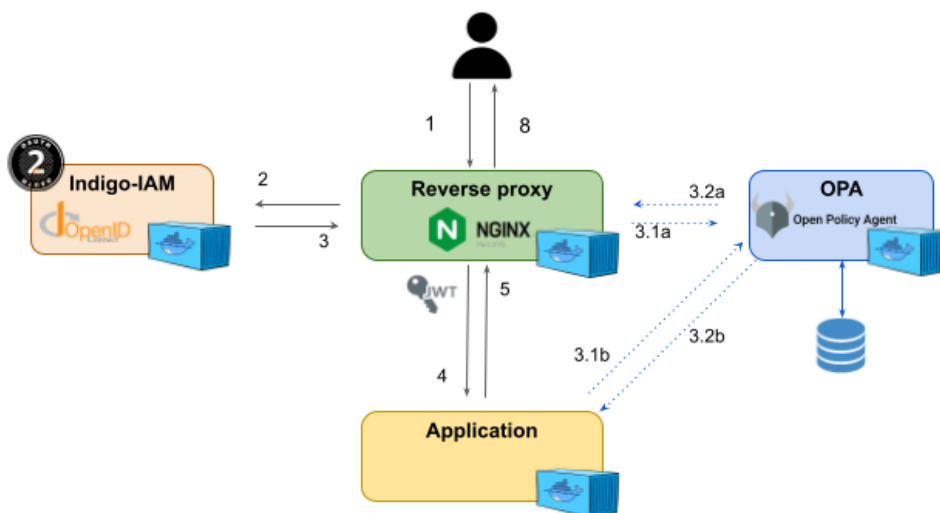 1
8
OAUTH
2
Indigo-IAM
OpenID
2
3
Reverse proxy
NGINX
3.2a
3.1a
OPA
Open Policy Agent
JWT
5
4
3.1b
3.2b
Application